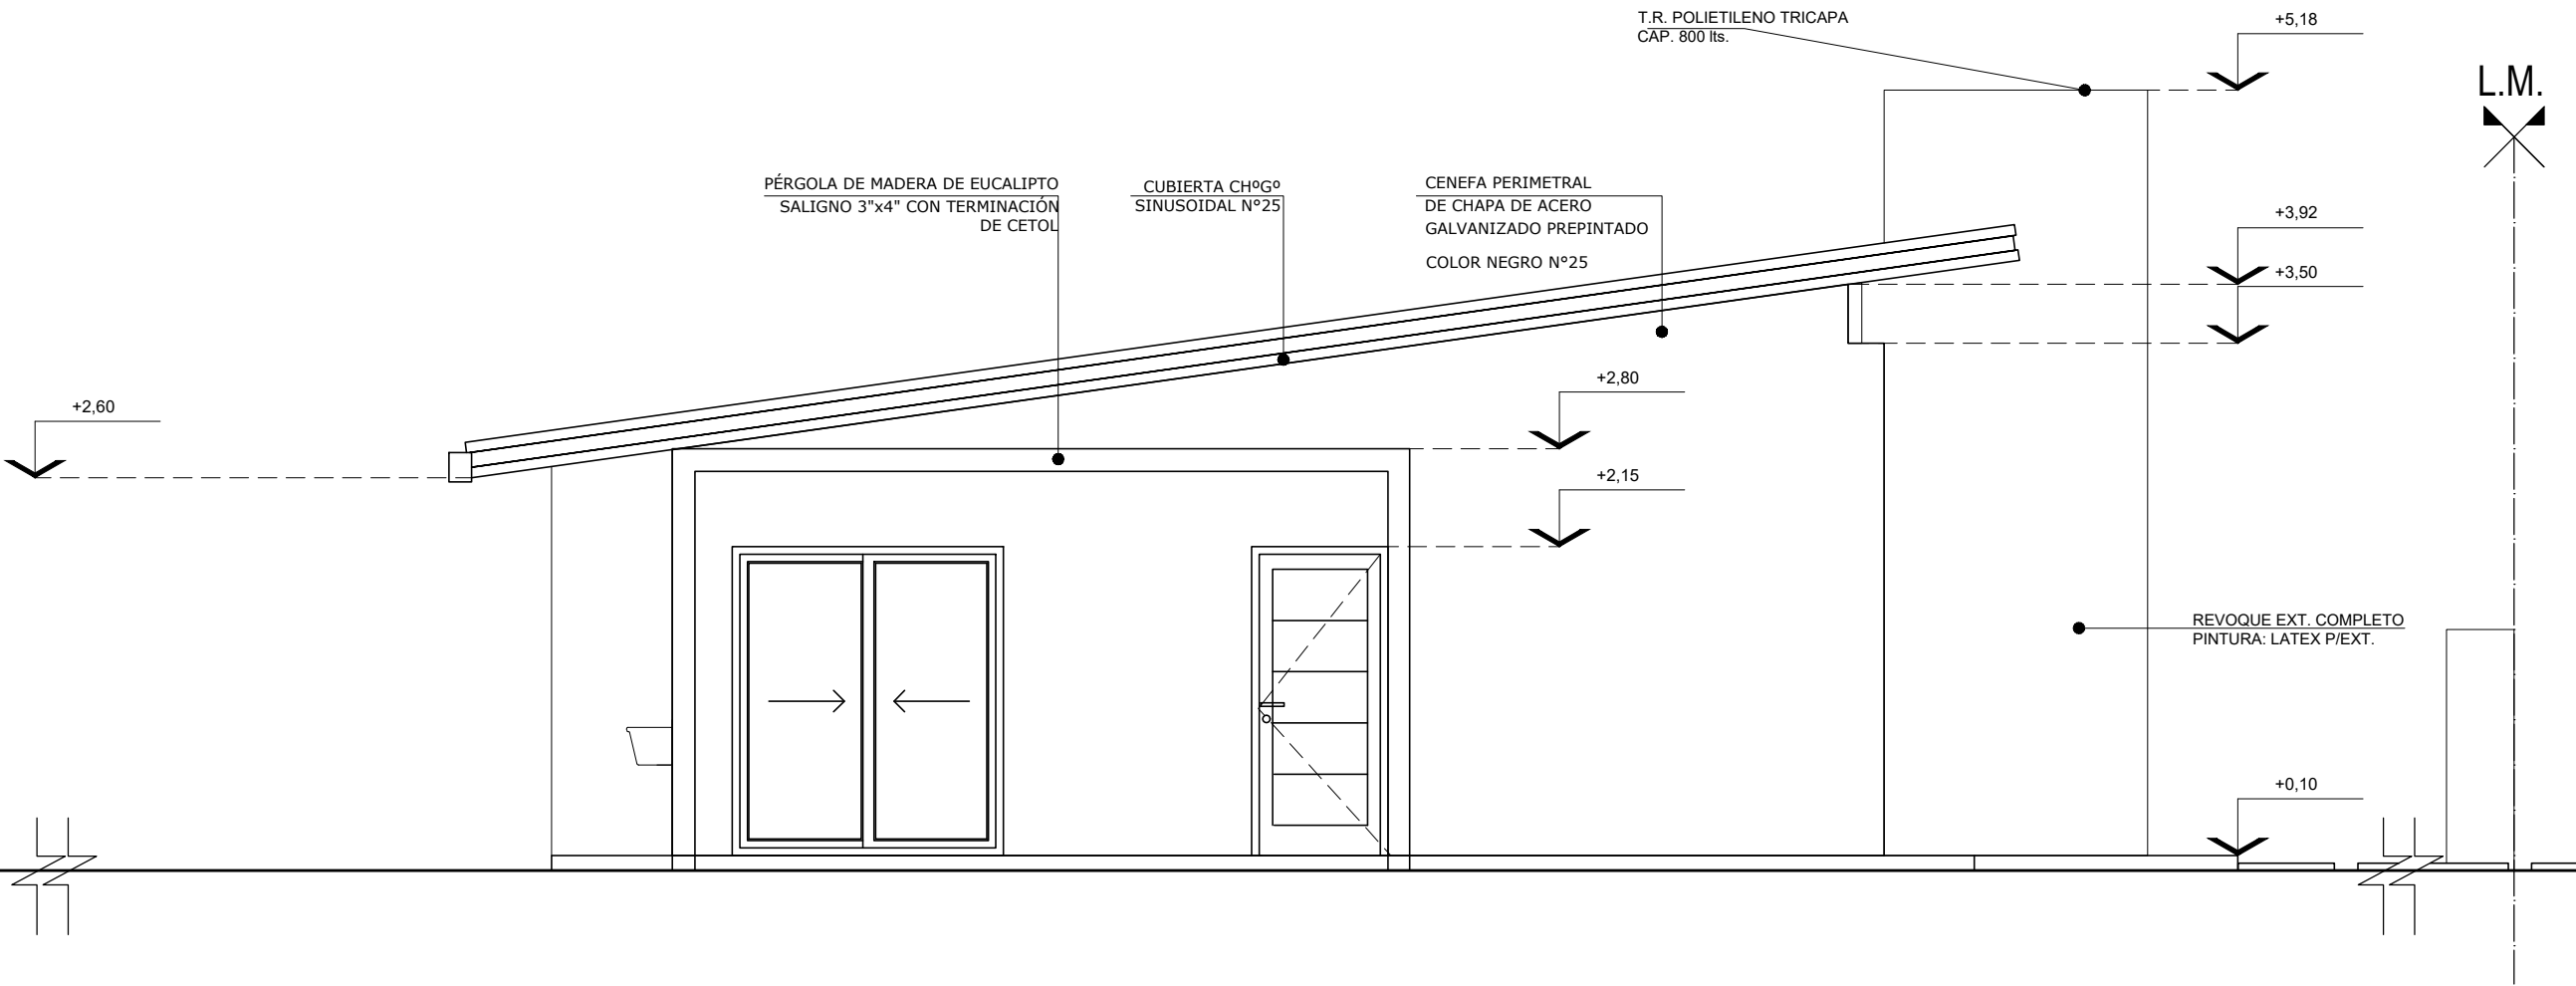 T.R. POLIETILENO TRICAPA
CAP. 800 lts.
+5,18
L.M.
PÉRGOLA DE MADERA DE EUCALIPTO
SALIGNO 3"x4" CON TERMINACIÓN
DE CETOL
CUBIERTA CHºGº
SINUSOIDAL N°25
CENEFA PERIMETRAL
DE CHAPA DE ACERO
GALVANIZADO PREPINTADO
COLOR NEGRO N°25
+3,92
+3,50
+2,60
+2,80
+2,15
REVOQUE EXT. COMPLETO
PINTURA: LATEX P/EXT.
+0,10